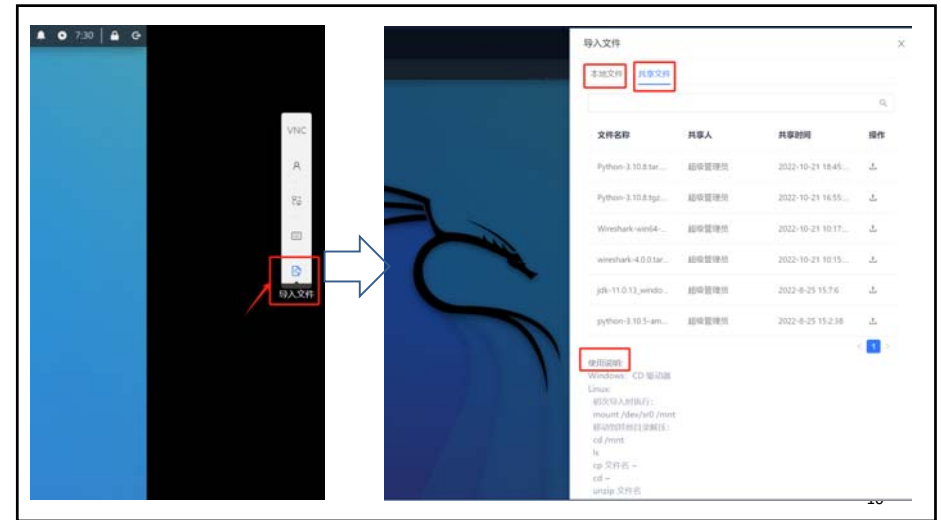 7:30
VNC
导入文件
导入文件
本地文件 共享文件
文件名称 共享人 共享时间 操作
Python-3.10.8.tar... 超级管理员 2022-10-21 18:45:...
Python-3.10.8.tgz... 超级管理员 2022-10-21 16:55:...
Wireshark-win64-... 超级管理员 2022-10-21 10:17:...
wireshark-4.0.0.tar... 超级管理员 2022-10-21 10:15:...
jdk-11.0.13_windo... 超级管理员 2022-8-25 15:7:6
python-3.10.5-am... 超级管理员 2022-8-25 15:2:38
< 1 >
使用说明:
Windows: CD 驱动器
Linux:
初次导入时执行:
mount /dev/sr0 /mnt
移动到其他目录解压:
cd /mnt
ls
cp 文件名 ~
cd ~
unzip 文件名